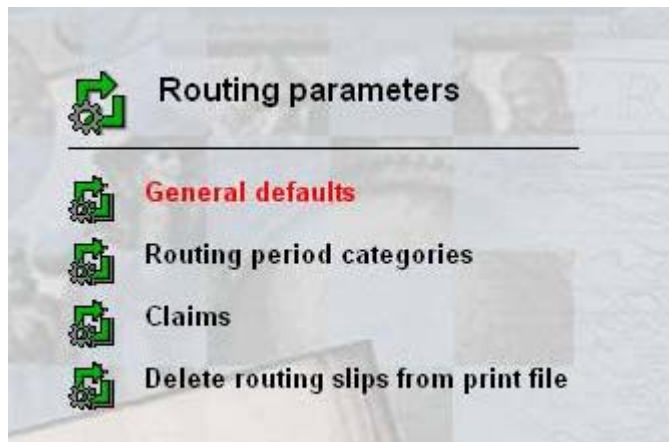 Routing parameters
General defaults
Routing period categories
Claims
Delete routing slips from print file